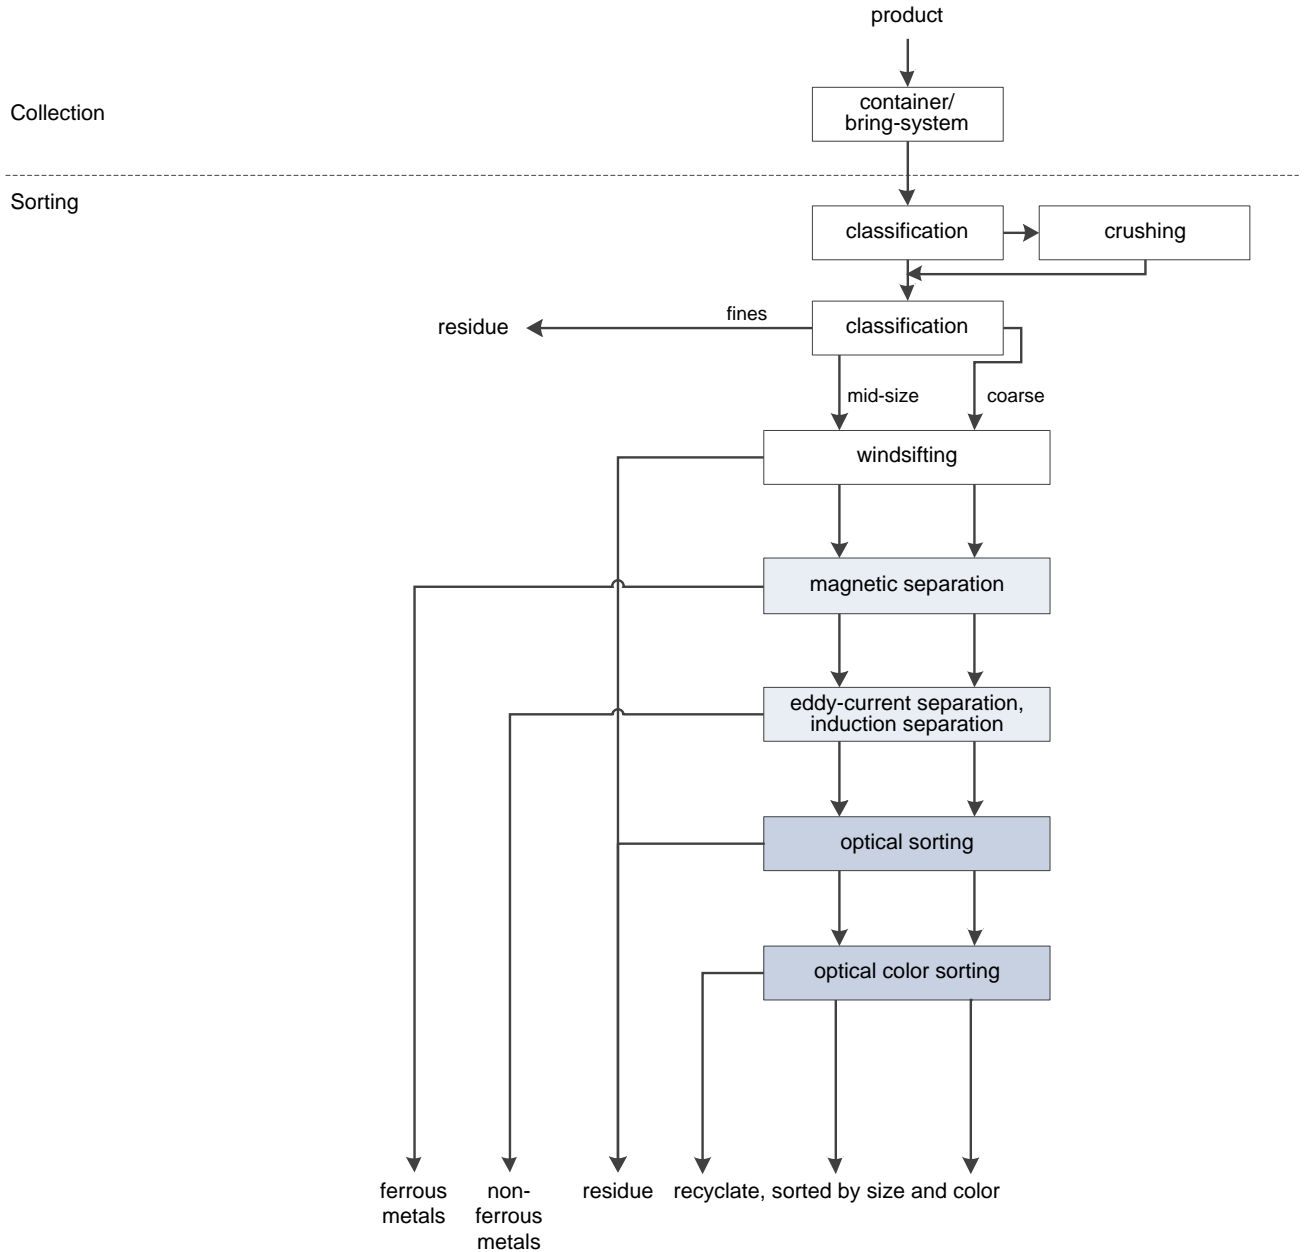 product
Collection
container/
bring-system
Sorting
classification
crushing
fines
residue
classification
mid-size
coarse
windsifting
magnetic separation
eddy-current separation,
induction separation
optical sorting
optical color sorting
ferrous
metals
non-
ferrous
metals
residue
recyclate, sorted by size and color